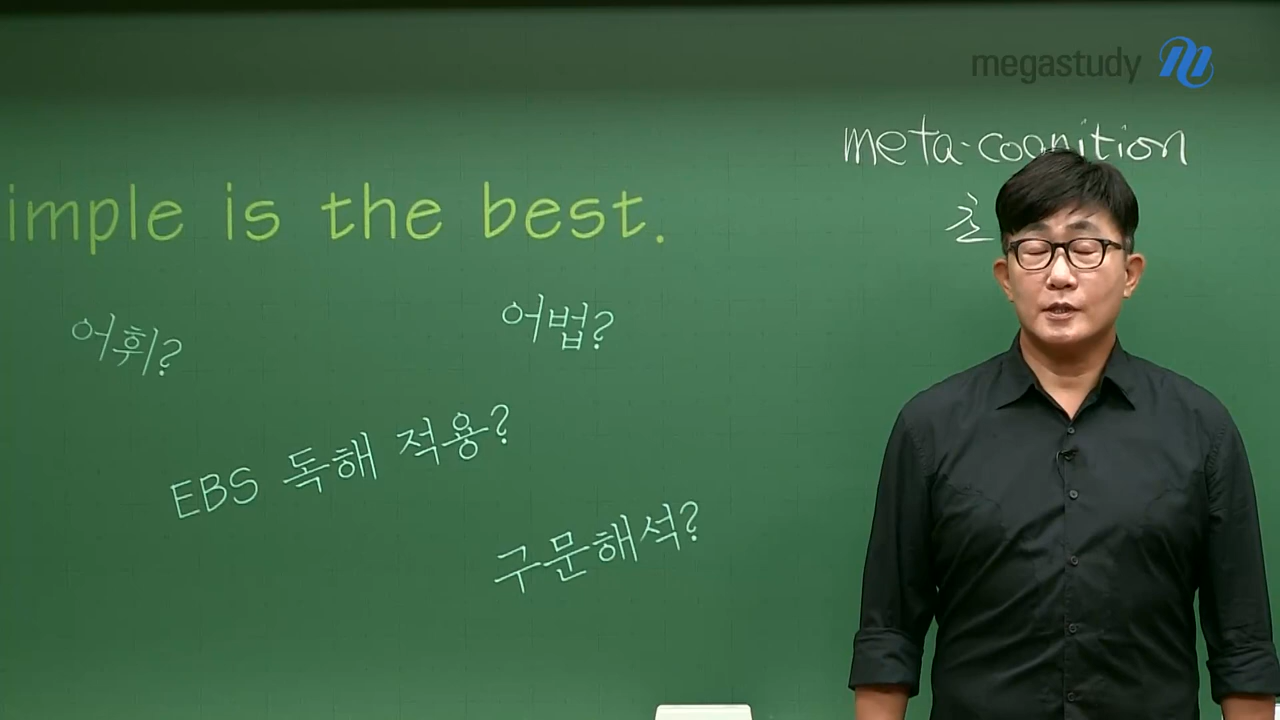 megastudy
meta-cognition
imple is the best.
초
어휘?
어법?
EBS 독해 적용?
구문해석?